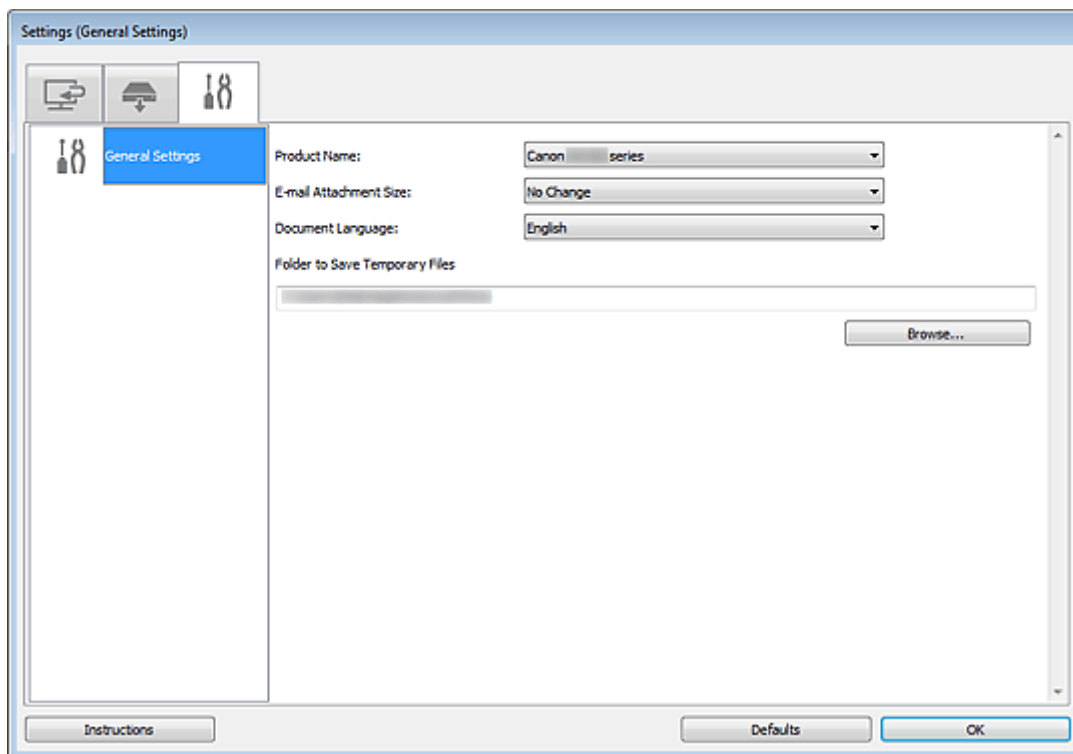 Settings (General Settings)
General Settings
Product Name:
Canon series
E-mail Attachment Size:
No Change
Document Language:
English
Folder to Save Temporary Files
Browse...
Instructions
Defaults
OK